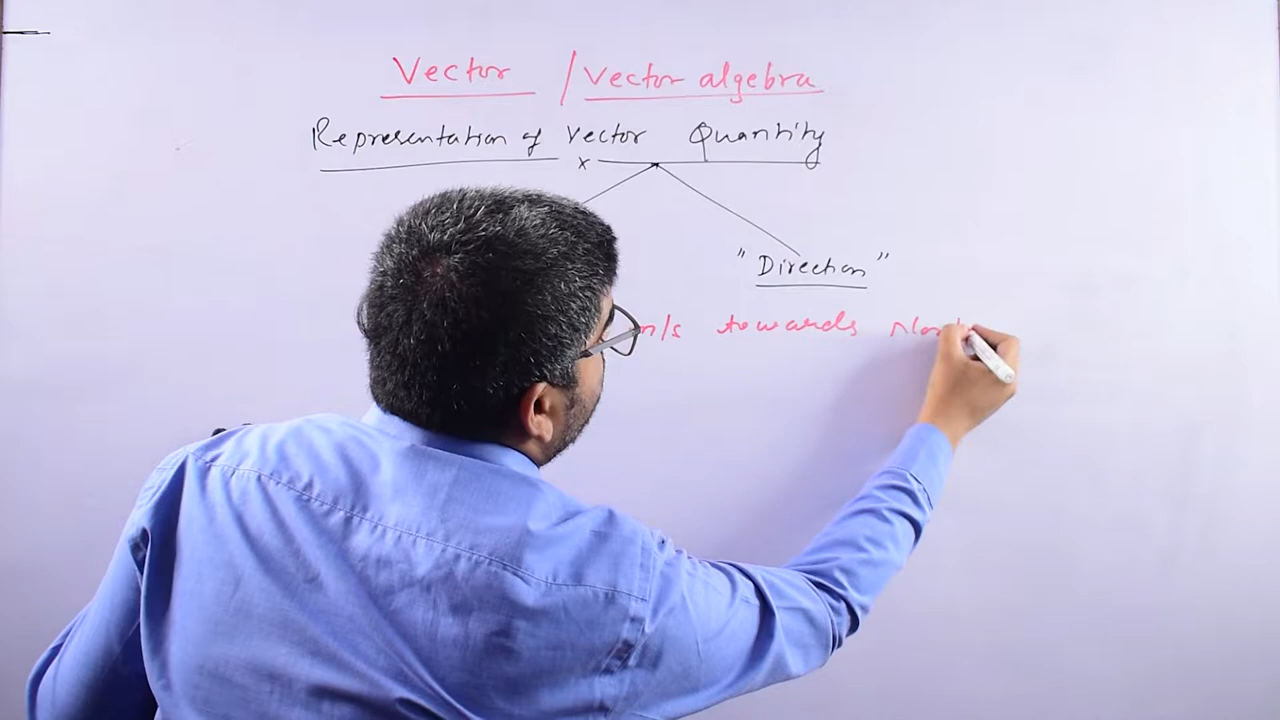 Vector / Vector algebra
Representation of Vector Quantity
x
"Direction"
m/s towards